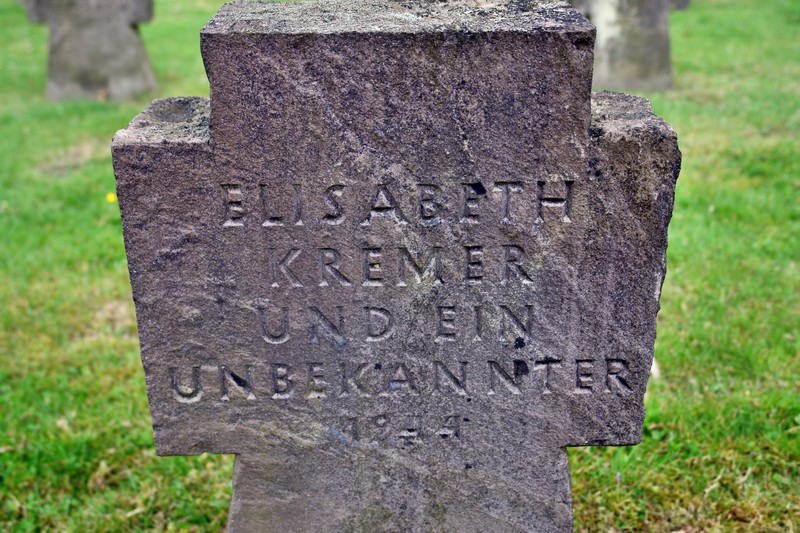 ELISABETH
KREMER
UND EIN
UNBEKANNTER
1944